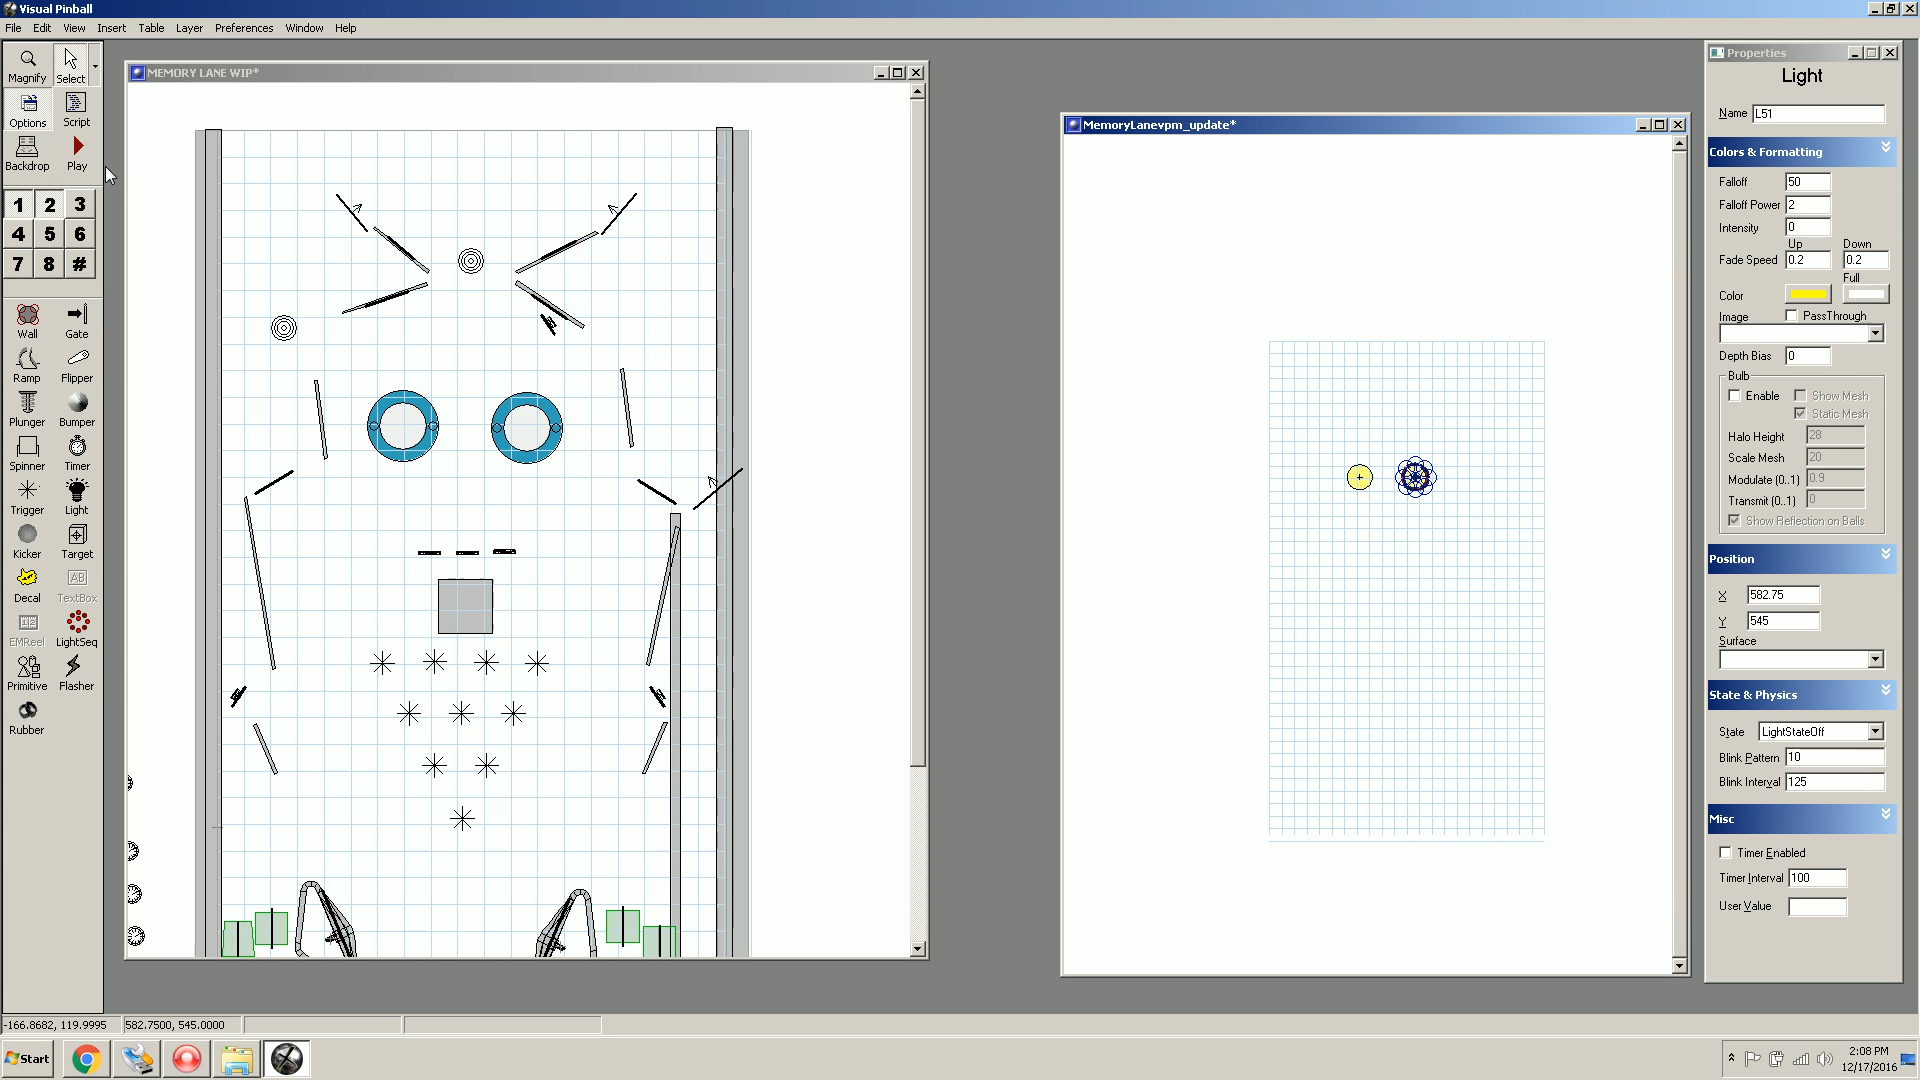 Visual Pinball
File Edit View Insert Table Layer Preferences Window Help
Magnify Select
Options Script
Backdrop Play
1 2 3
4 5 6
7 8 #
Wall Gate
Ramp Flipper
Plunger Bumper
Spinner Timer
Trigger Light
Kicker Target
Decal TextBox
EMReel LightSeq
Primitive Flasher
Rubber
MEMORY LANE WIP*
MemoryLanevpm_update*
Properties
Light
Name L51
Colors & Formatting
Falloff 50
Falloff Power 2
Intensity 0
Up Down
Fade Speed 0.2 0.2
Full
Color
Image PassThrough
Depth Bias 0
Bulb
Enable Show Mesh
Static Mesh
Halo Height 28
Scale Mesh 20
Modulate (0..1) 0.9
Transmit (0..1) 0
Show Reflection on Balls
Position
X 582.75
Y 545
Surface
State & Physics
State LightStateOff
Blink Pattern 10
Blink Interval 125
Misc
Timer Enabled
Timer Interval 100
User Value
-166.8682, 119.9995 582.7500, 545.0000
Start
2:08 PM
12/17/2016